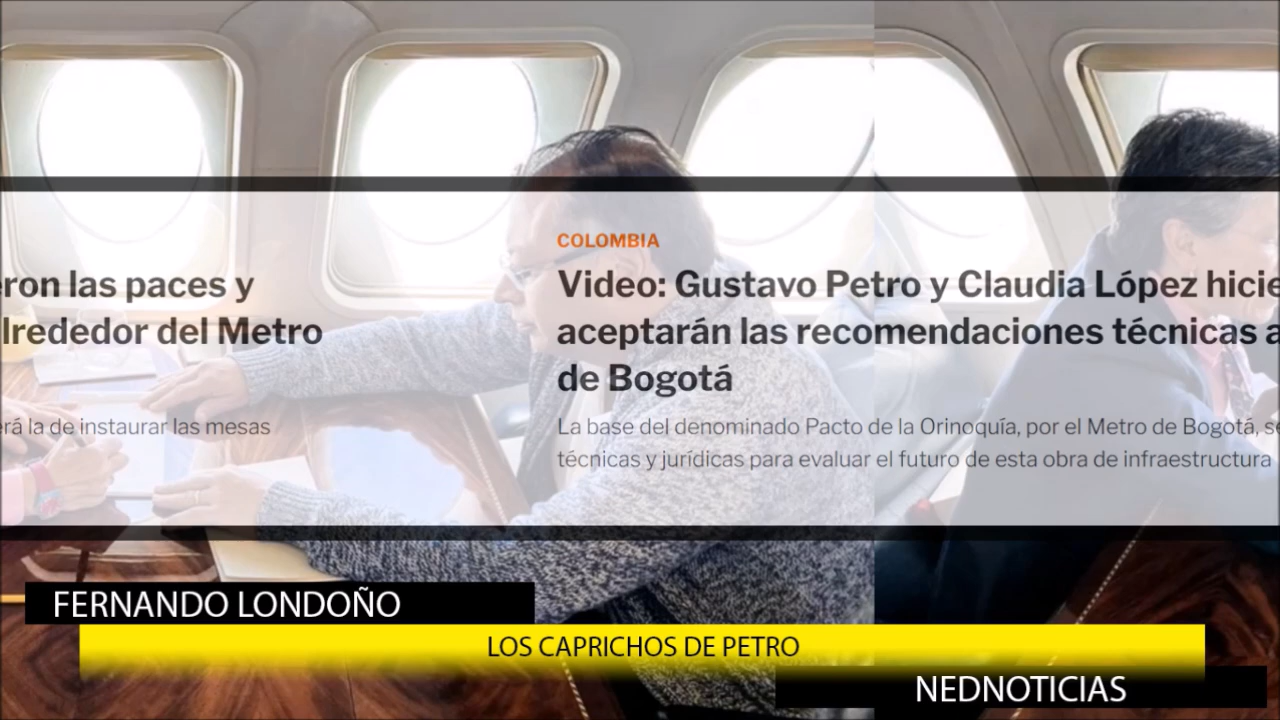 COLOMBIA
eron las paces y
Video: Gustavo Petro y Claudia López hicie
lrededor del Metro
aceptarán las recomendaciones técnicas a
de Bogotá
erá la de instaurar las mesas
La base del denominado Pacto de la Orinoquía, por el Metro de Bogotá, se
técnicas y jurídicas para evaluar el futuro de esta obra de infraestructura
FERNANDO LONDOÑO
LOS CAPRICHOS DE PETRO
NEDNOTICIAS